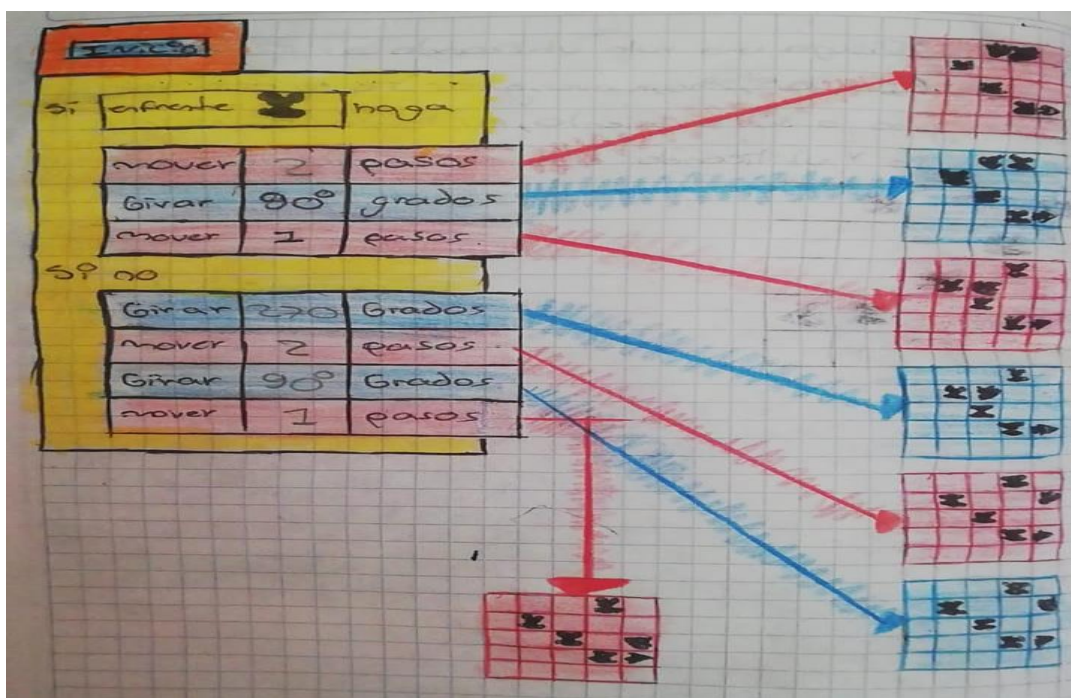 Inicio
si enfrente haga
mover 2 pasos
Girar 90° grados
mover 1 pasos.
si no
Girar 270 Grados
mover 2 pasos.
Girar 90° Grados
mover 1 pasos